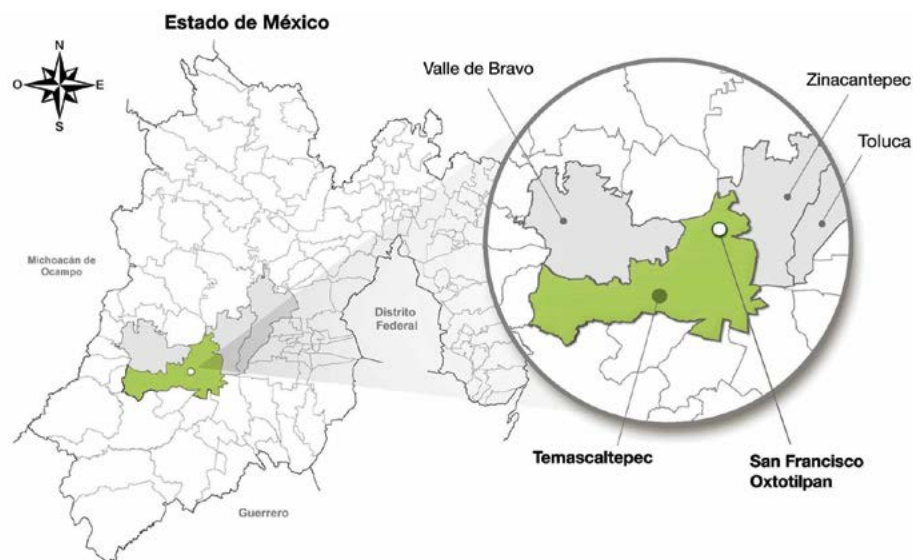 Estado de México
N
O
E
S
Valle de Bravo
Zinacantepec
Toluca
Michoacán de
Ocampo
Distrito
Federal
Temascaltepec
San Francisco
Oxtotilpan
Guerrero